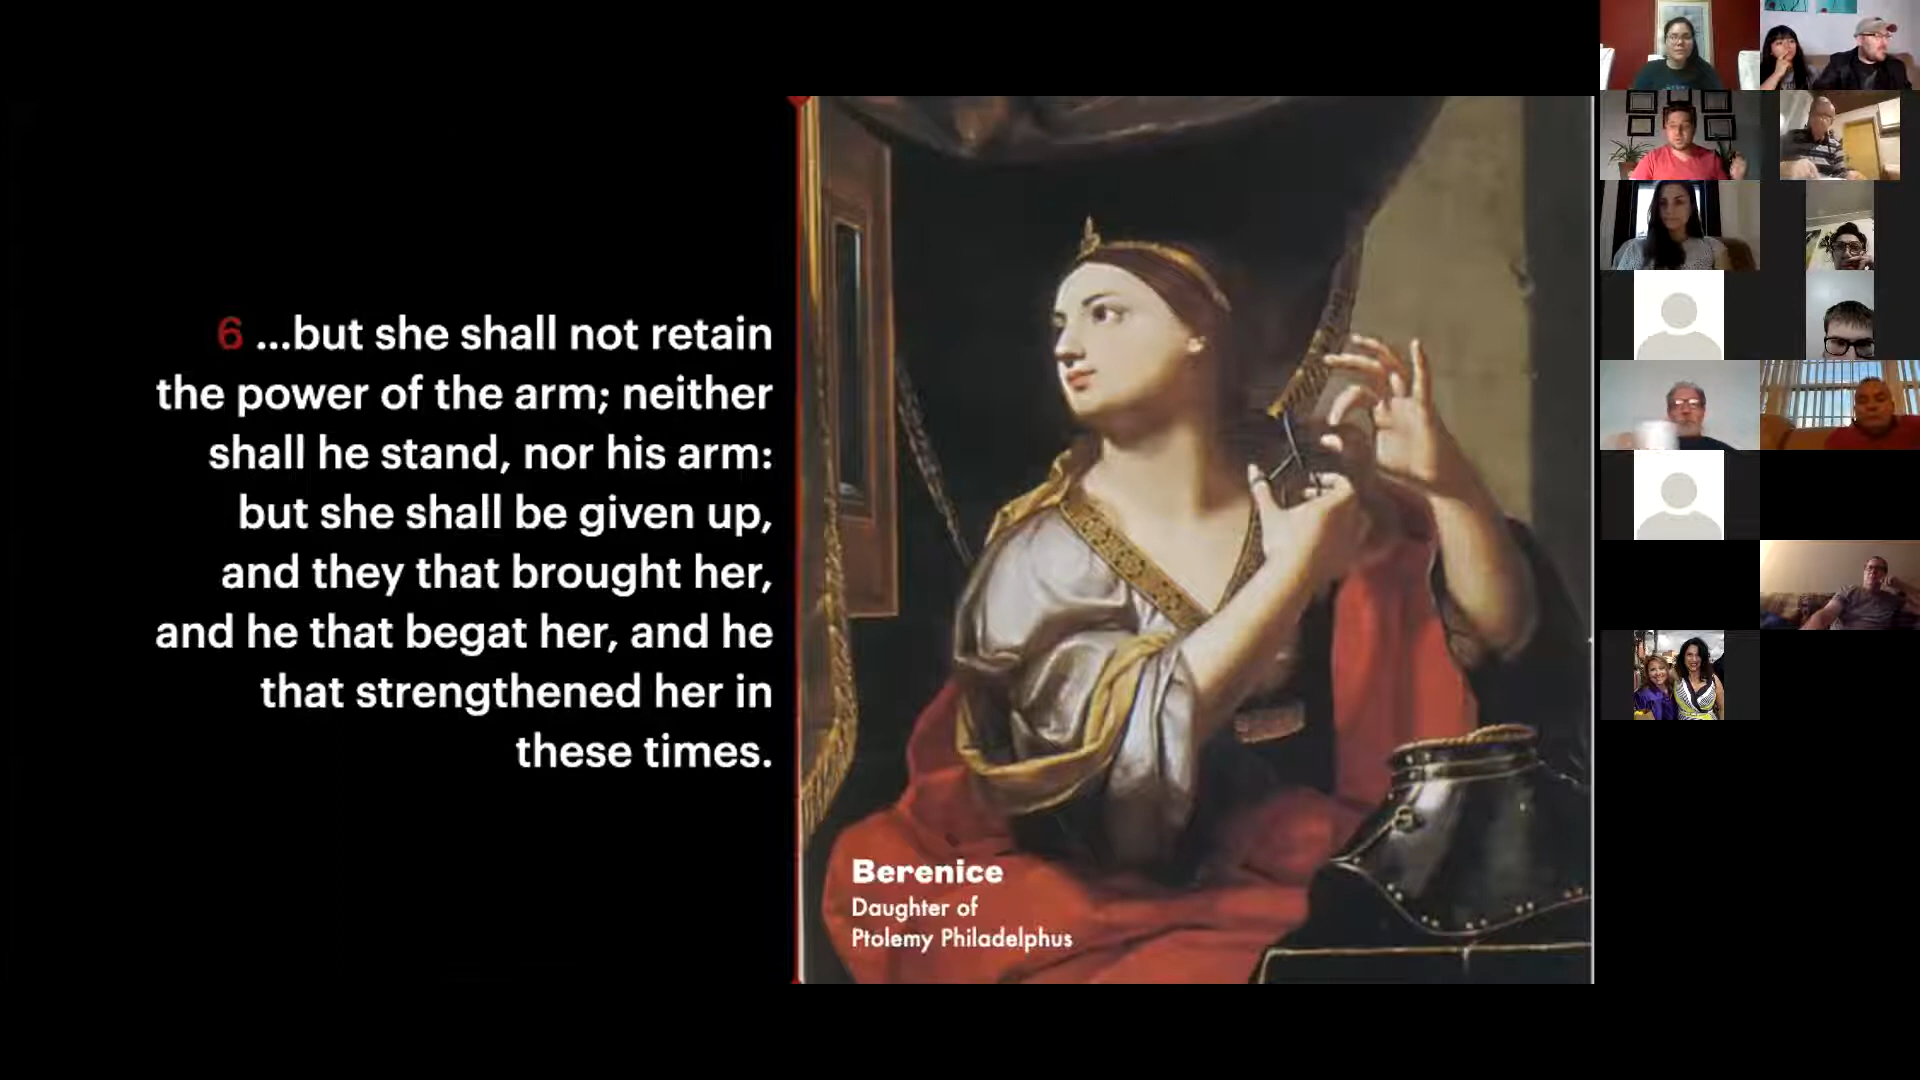 6 ...but she shall not retain
the power of the arm; neither
shall he stand, nor his arm:
but she shall be given up,
and they that brought her,
and he that begat her, and he
that strengthened her in
these times.
Berenice
Daughter of
Ptolemy Philadelphus